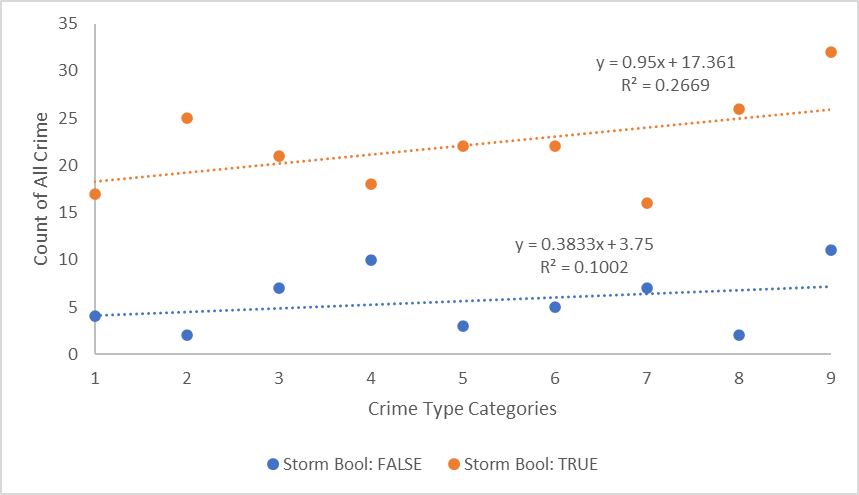 35
30
25
20
15
10
5
0
Count of All Crime
y = 0.95x + 17.361
R² = 0.2669
y = 0.3833x + 3.75
R² = 0.1002
1 2 3 4 5 6 7 8 9
Crime Type Categories
Storm Bool: FALSE Storm Bool: TRUE